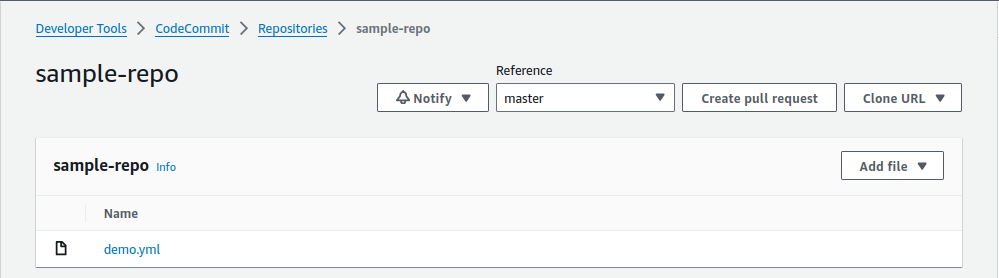 Developer Tools > CodeCommit > Repositories > sample-repo
sample-repo
Reference
Notify master Create pull request Clone URL
sample-repo Info Add file
Name
demo.yml